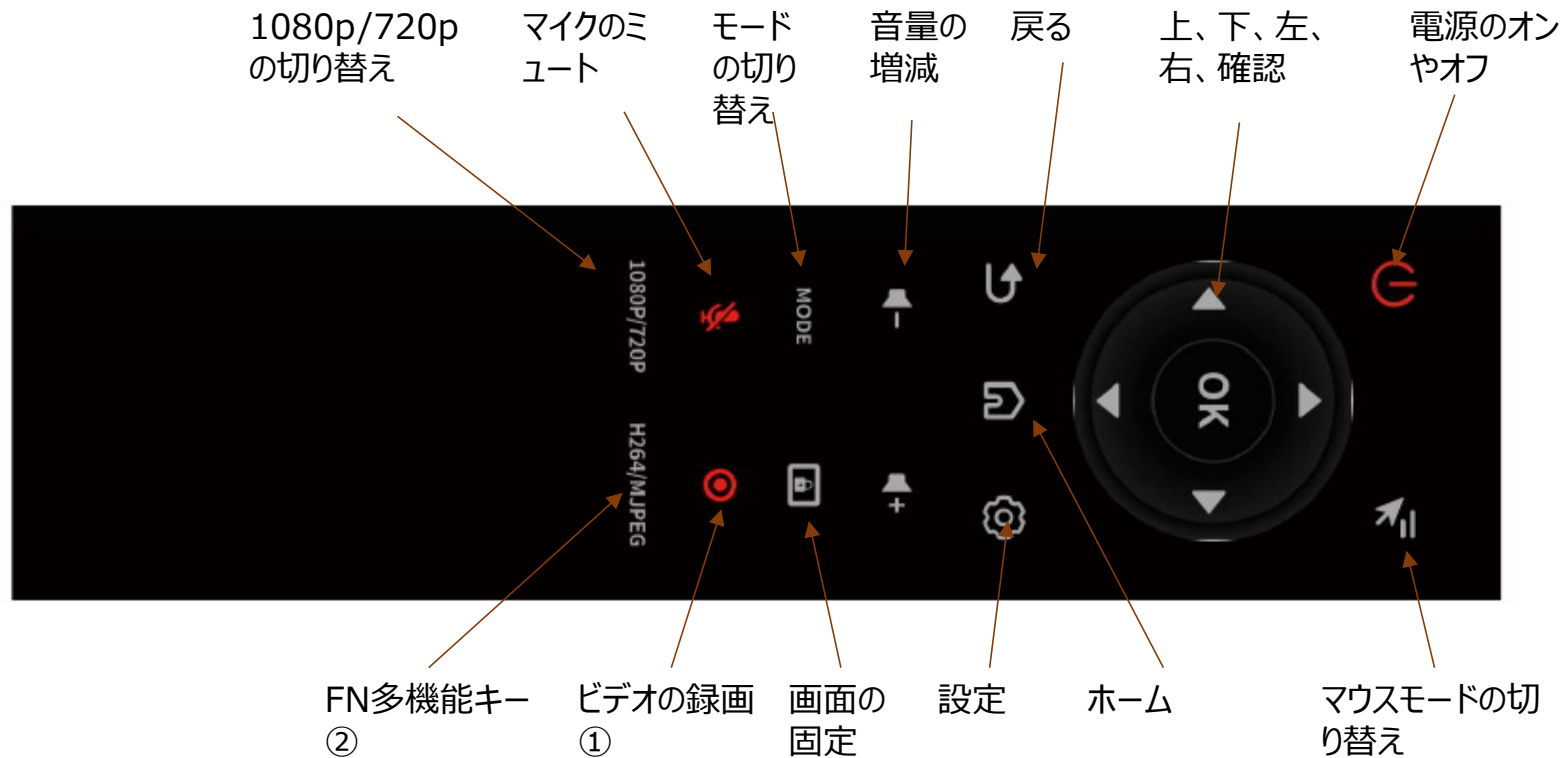 1080p/720p
の切り替え
マイクのミ
ュート
モード
の切り
替え
音量の
増減
戻る
上、下、左、
右、確認
電源のオン
やオフ
1080P/720P
MODE
OK
H264/MJPEG
FN多機能キー
②
ビデオの録画
①
画面の
固定
設定
ホーム
マウスモードの切
り替え